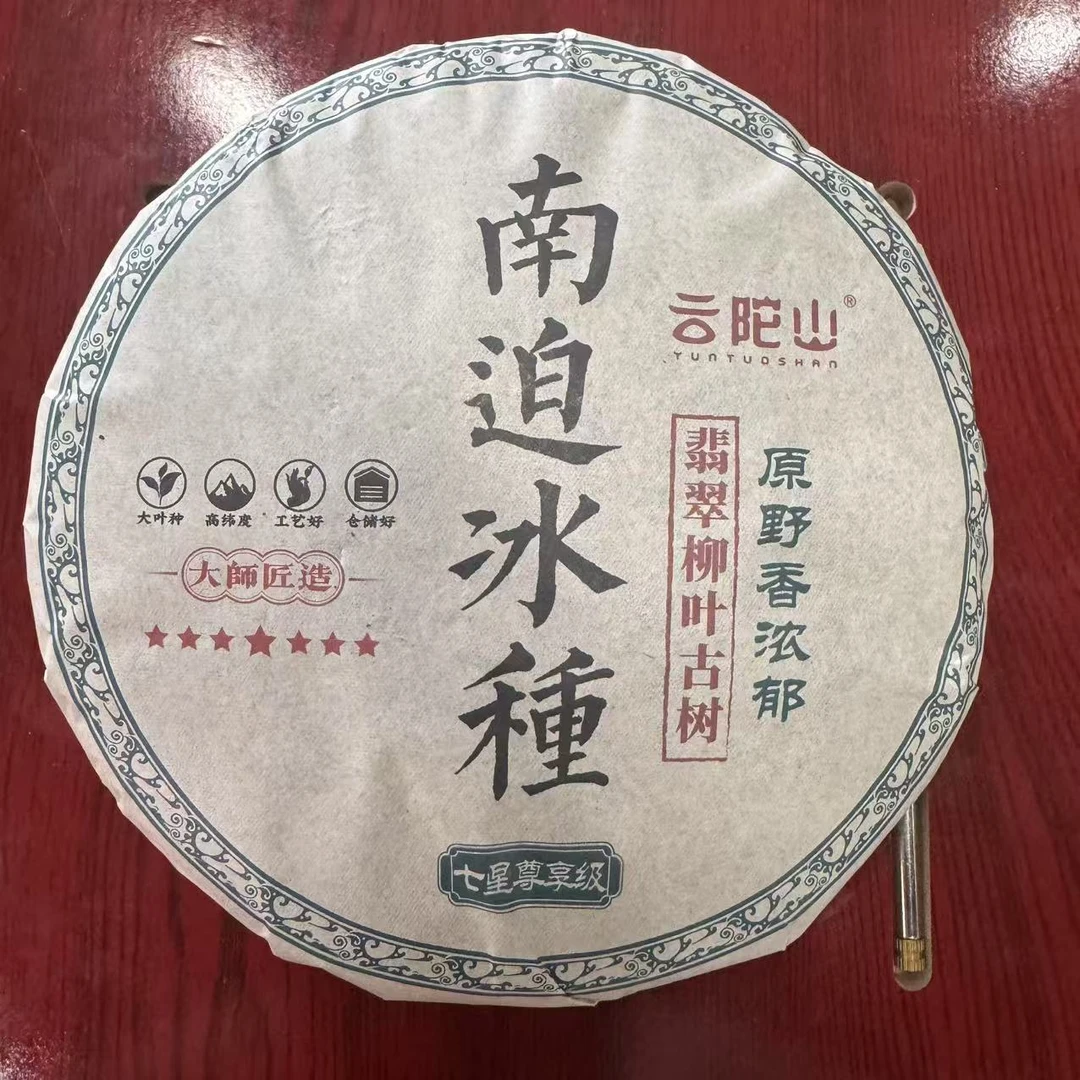 南迫冰種
云陀山®
YUNTUOSHAN
翡翠柳叶古树
原野香浓郁
大叶种
高纬度
工艺好
仓储好
大師匠造
七星尊享级